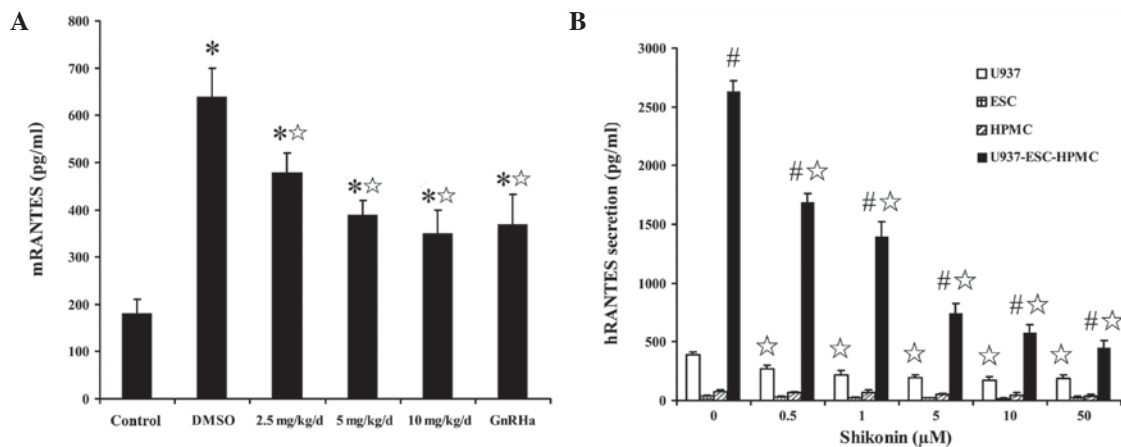 A
mRANTES (pg/ml)
800
700
600
500
400
300
200
100
0
*
*☆
*☆
*☆
*☆
Control DMSO 2.5 mg/kg/d 5 mg/kg/d 10 mg/kg/d GnRHa
B
hRANTES secretion (pg/ml)
3000
2500
2000
1500
1000
500
0
#
#☆
#☆
#☆
#☆
#☆
☆ ☆ ☆ ☆ ☆
U937
ESC
HPMC
U937-ESC-HPMC
0 0.5 1 5 10 50
Shikonin (µM)